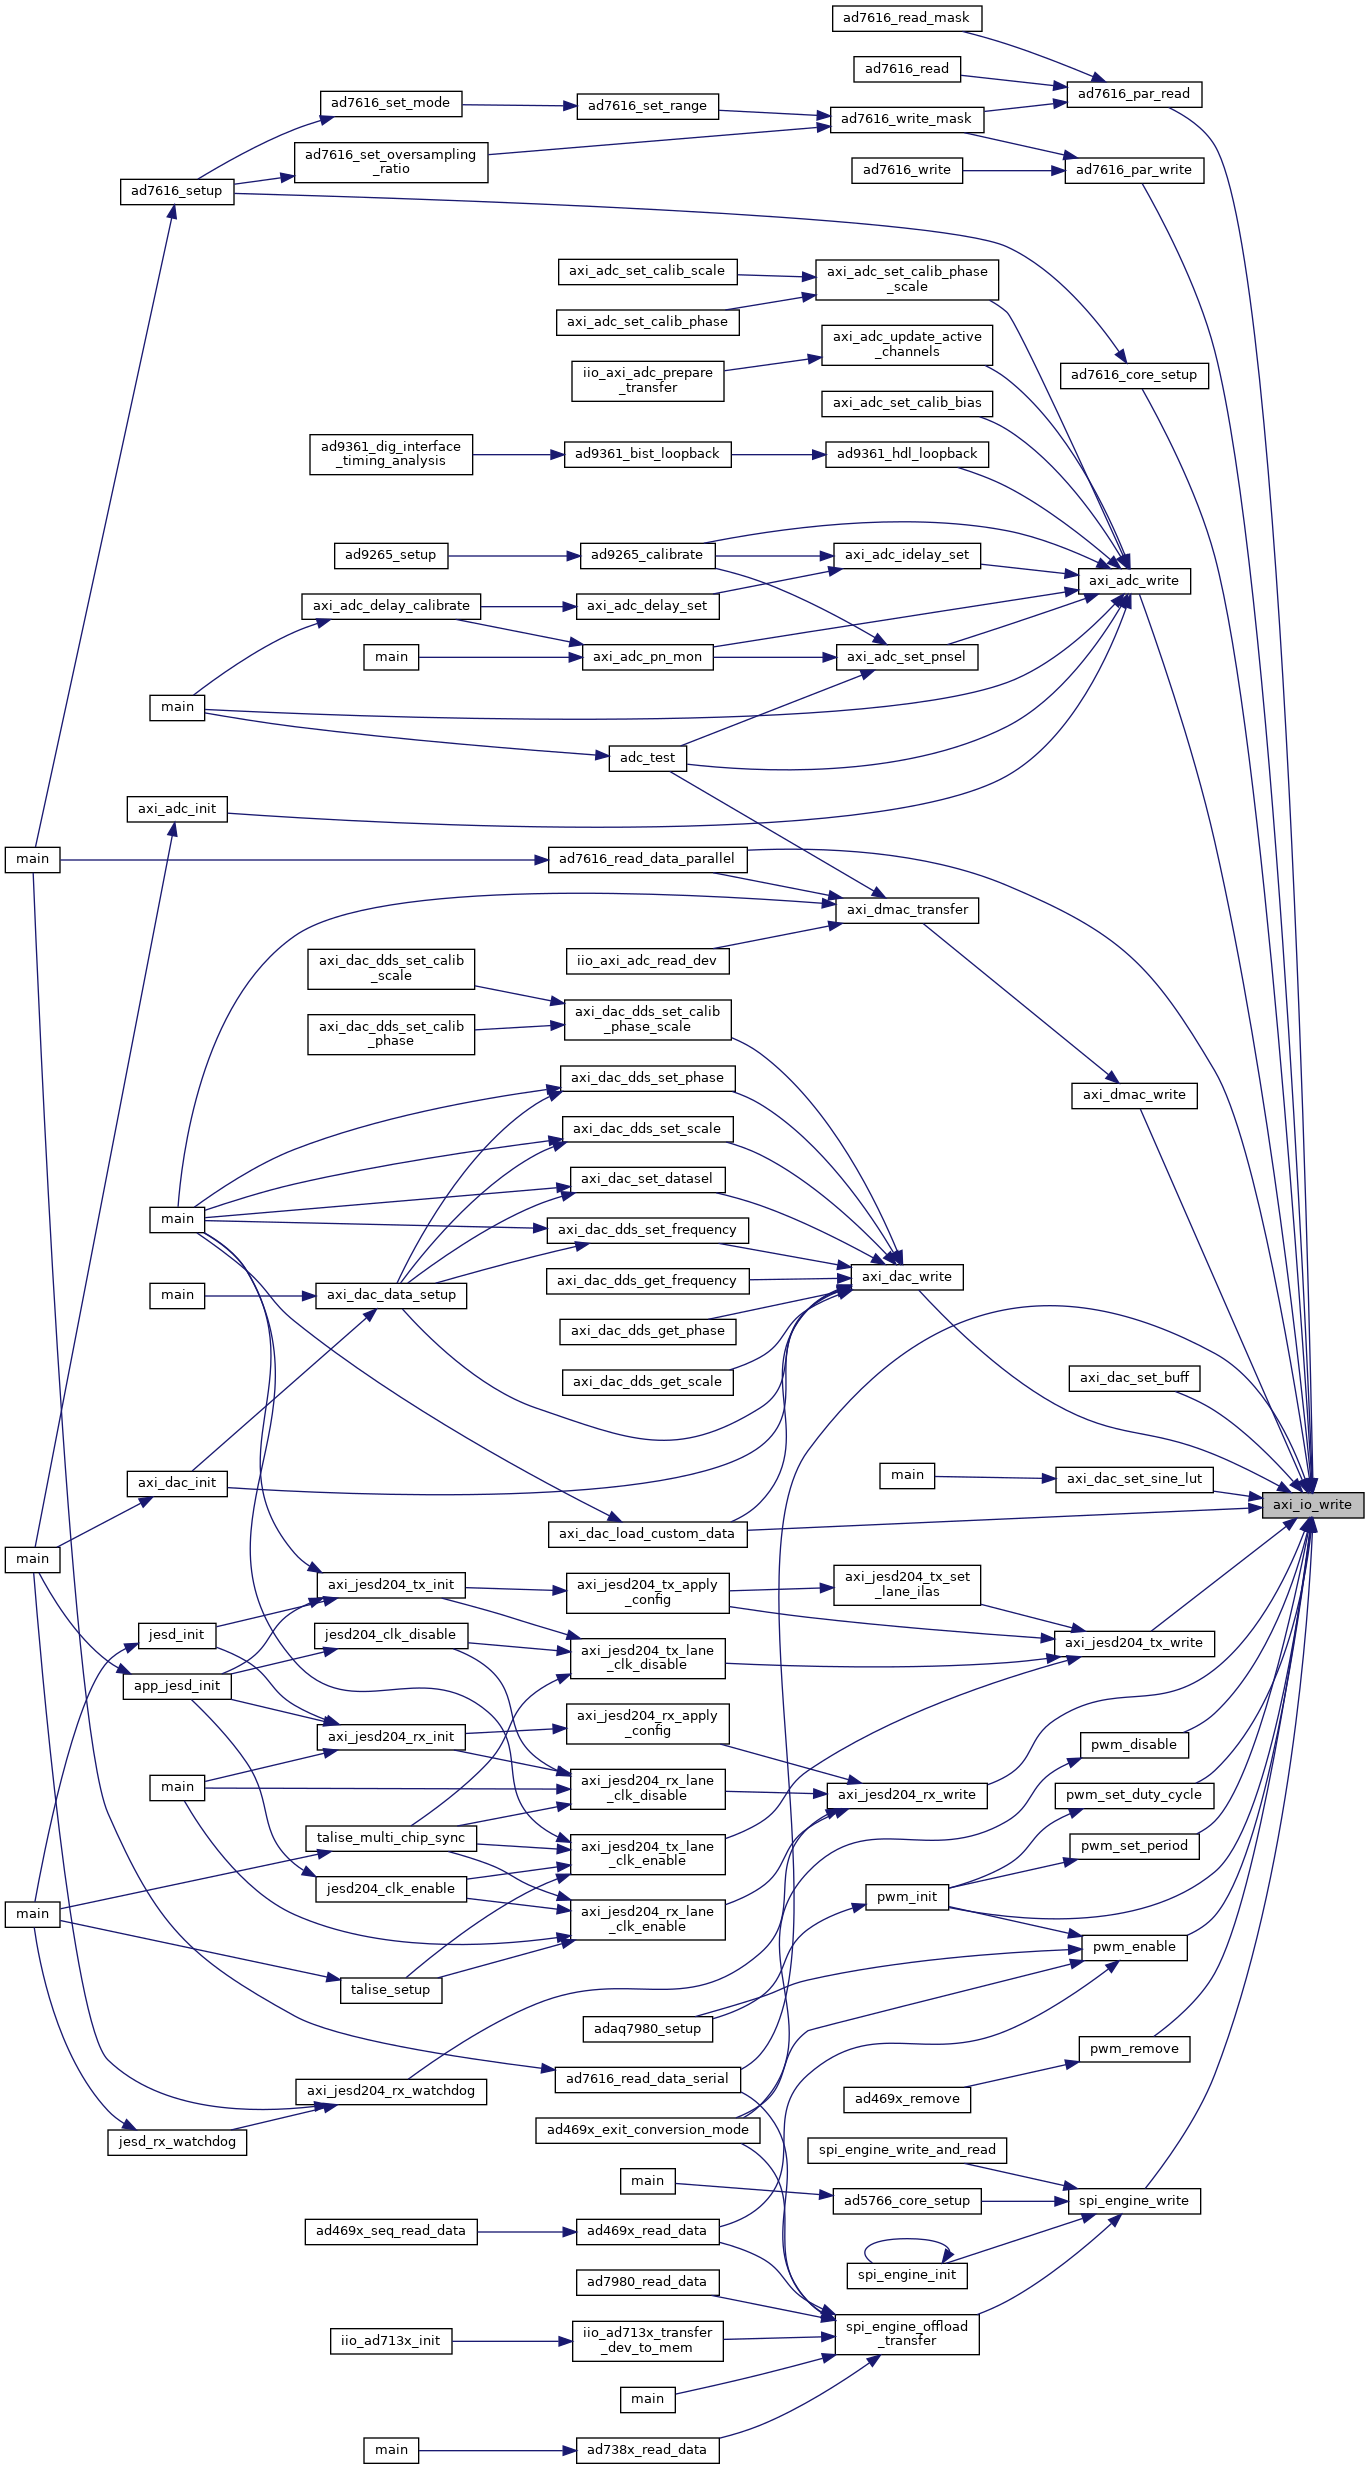 ad7616_read_mask
ad7616_read
ad7616_par_read
ad7616_set_mode
ad7616_set_range
ad7616_write_mask
ad7616_set_oversampling
_ratio
ad7616_write
ad7616_par_write
ad7616_setup
axi_adc_set_calib_scale
axi_adc_set_calib_phase
_scale
axi_adc_set_calib_phase
axi_adc_update_active
_channels
iio_axi_adc_prepare
_transfer
ad7616_core_setup
axi_adc_set_calib_bias
ad9361_dig_interface
_timing_analysis
ad9361_bist_loopback
ad9361_hdl_loopback
ad9265_setup
ad9265_calibrate
axi_adc_idelay_set
axi_adc_write
axi_adc_delay_calibrate
axi_adc_delay_set
main
axi_adc_pn_mon
axi_adc_set_pnsel
main
adc_test
axi_adc_init
main
ad7616_read_data_parallel
axi_dmac_transfer
axi_dac_dds_set_calib
_scale
iio_axi_adc_read_dev
axi_dac_dds_set_calib
_phase
axi_dac_dds_set_calib
_phase_scale
axi_dac_dds_set_phase
axi_dmac_write
axi_dac_dds_set_scale
axi_dac_set_datasel
main
axi_dac_dds_set_frequency
main
axi_dac_data_setup
axi_dac_dds_get_frequency
axi_dac_write
axi_dac_dds_get_phase
axi_dac_dds_get_scale
axi_dac_set_buff
axi_dac_init
main
axi_dac_set_sine_lut
axi_io_write
axi_dac_load_custom_data
main
axi_jesd204_tx_init
axi_jesd204_tx_apply
_config
axi_jesd204_tx_set
_lane_ilas
jesd_init
jesd204_clk_disable
axi_jesd204_tx_lane
_clk_disable
axi_jesd204_tx_write
app_jesd_init
axi_jesd204_rx_init
axi_jesd204_rx_apply
_config
pwm_disable
main
axi_jesd204_rx_lane
_clk_disable
axi_jesd204_rx_write
pwm_set_duty_cycle
talise_multi_chip_sync
axi_jesd204_tx_lane
_clk_enable
pwm_set_period
jesd204_clk_enable
pwm_init
main
axi_jesd204_rx_lane
_clk_enable
pwm_enable
talise_setup
adaq7980_setup
pwm_remove
axi_jesd204_rx_watchdog
ad7616_read_data_serial
ad469x_remove
jesd_rx_watchdog
ad469x_exit_conversion_mode
spi_engine_write_and_read
main
ad5766_core_setup
spi_engine_write
ad469x_seq_read_data
ad469x_read_data
spi_engine_init
ad7980_read_data
iio_ad713x_init
iio_ad713x_transfer
_dev_to_mem
spi_engine_offload
_transfer
main
main
ad738x_read_data